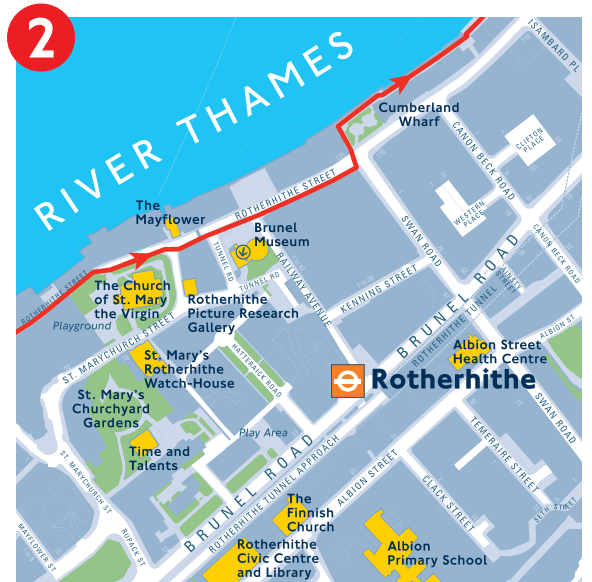 2
ISAMBARD PL
RIVER THAMES
Cumberland
Wharf
CANON BECK ROAD
CLIFTON
PLACE
The
Mayflower
ROTHERHITHE STREET
WESTERN
PLACE
SWAN ROAD
Brunel
Museum
TUNNEL RD
TUNNEL RD
RAILWAY AVENUE
CANON BECK ROAD
ROTHERHITHE STREET
The Church
of St. Mary
the Virgin
Playground
Rotherhithe
Picture Research
Gallery
KENNING STREET
BRUNEL ROAD
ROTHERHITHE TUNNEL
ST. MARYCHURCH STREET
ALBION ST
Albion Street
Health Centre
St. Mary's
Rotherhithe
Watch-House
HATTERAICK ROAD
Rotherhithe
St. Mary's
Churchyard
Gardens
SWAN ROAD
Play Area
TEMERAIRE STREET
Time and
Talents
BRUNEL ROAD
ROTHERHITHE TUNNEL APPROACH
ALBION STREET
CLACK STREET
ST. MARYCHURCH ST
The
Finnish
Church
SETH STREET
MAYFLOWER ST
RUPACK ST
Rotherhithe
Civic Centre
and Library
Albion
Primary School